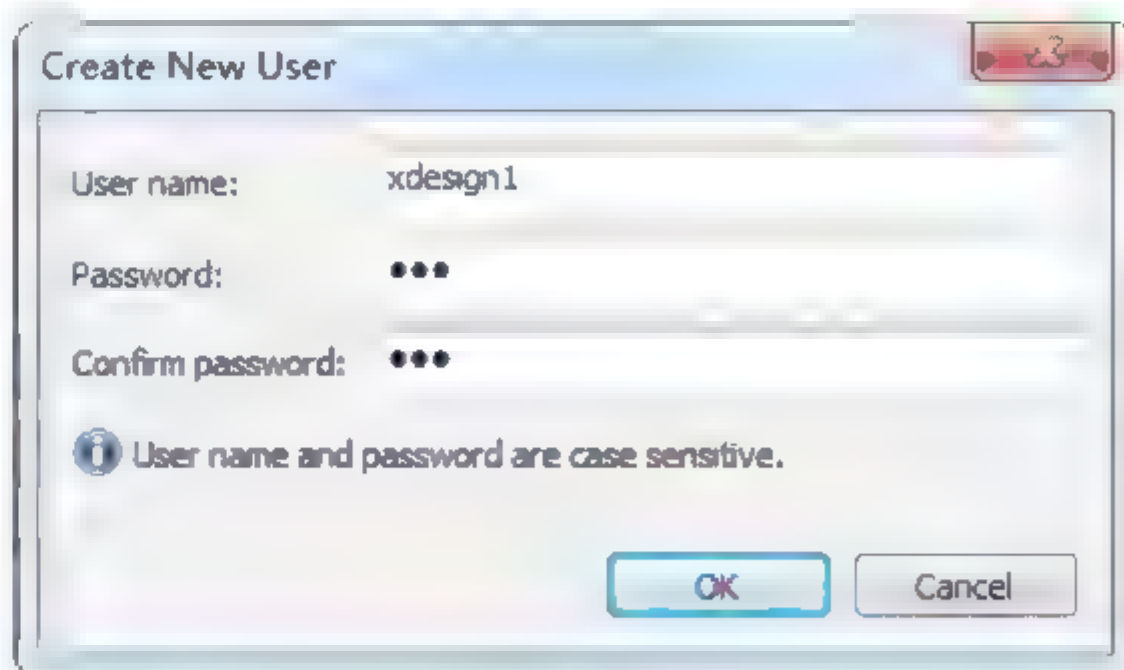 Create New User
User name: xdesign1
Password: •••
Confirm password: •••
User name and password are case sensitive.
OK Cancel